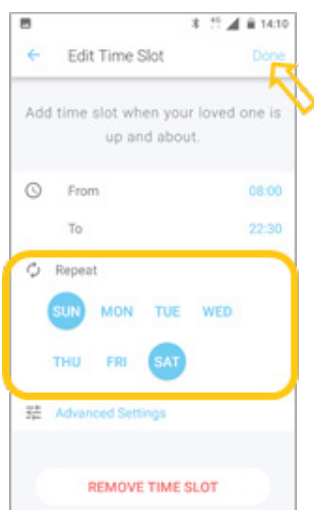 14:10
Edit Time Slot Done
Add time slot when your loved one is
up and about.
From 08:00
To 22:30
Repeat
SUN MON TUE WED
THU FRI SAT
Advanced Settings
REMOVE TIME SLOT